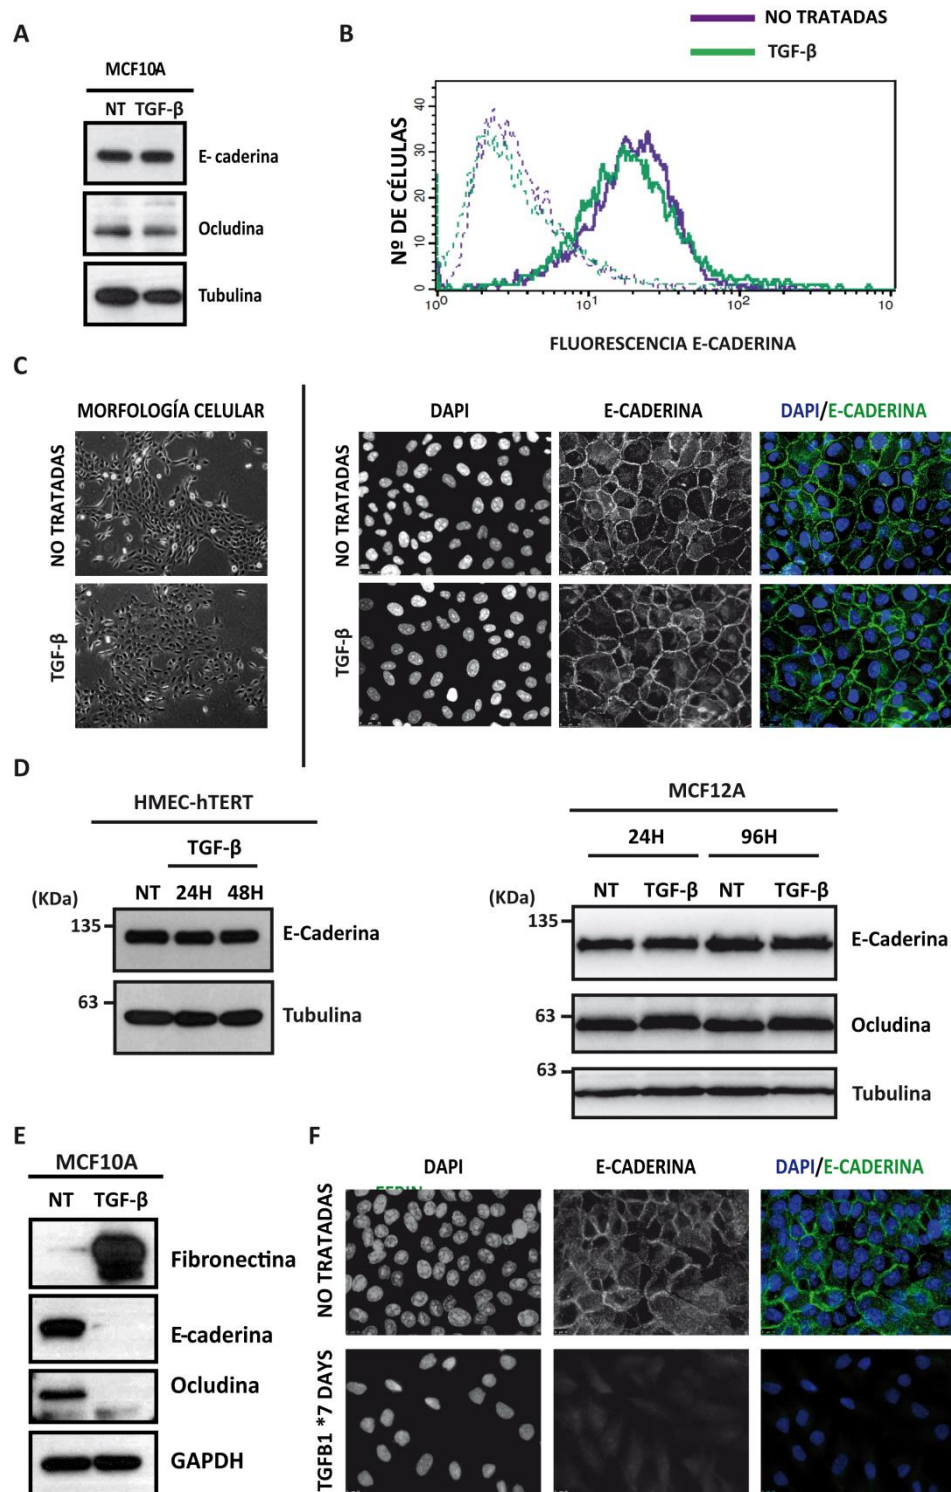 A
MCF10A
NT TGF-β
E- caderina
Ocludina
Tubulina
B
NO TRATADAS
TGF-β
Nº DE CÉLULAS
40
30
20
10
0
10⁰ 10¹ 10² 10
FLUORESCENCIA E-CADERINA
C
MORFOLOGÍA CELULAR
NO TRATADAS
TGF-β
DAPI E-CADERINA DAPI/E-CADERINA
NO TRATADAS
TGF-β
D
HMEC-hTERT
TGF-β
(KDa) NT 24H 48H
135 E-Caderina
63 Tubulina
MCF12A
24H 96H
(KDa) NT TGF-β NT TGF-β
135 E-Caderina
63 Ocludina
63 Tubulina
E
MCF10A
NT TGF-β
Fibronectina
E-caderina
Ocludina
GAPDH
F
DAPI E-CADERINA DAPI/E-CADERINA
NO TRATADAS
TGFB1 *7 DAYS